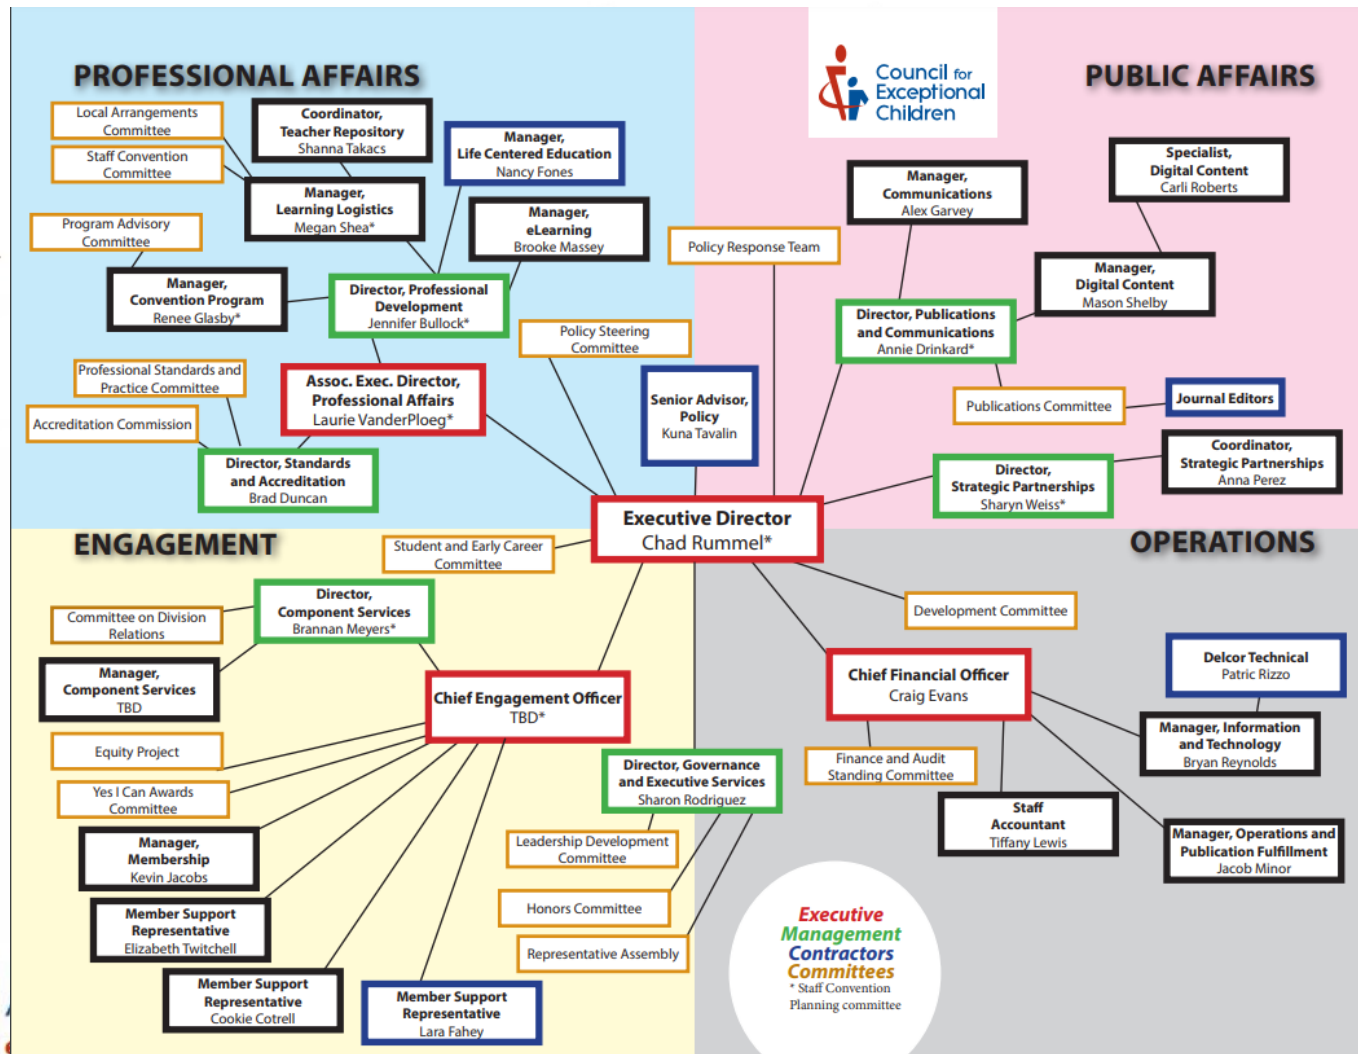 Council for
Exceptional
Children
PROFESSIONAL AFFAIRS
Local Arrangements
Committee
Staff Convention
Committee
Coordinator,
Teacher Repository
Shanna Takacs
Manager,
Life Centered Education
Nancy Fones
Manager,
Learning Logistics
Megan Shea*
Manager,
eLearning
Brooke Massey
Program Advisory
Committee
Manager,
Convention Program
Renee Glasby*
Director, Professional
Development
Jennifer Bullock*
Policy Steering
Committee
Professional Standards and
Practice Committee
Accreditation Commission
Assoc. Exec. Director,
Professional Affairs
Laurie VanderPloeg*
Director, Standards
and Accreditation
Brad Duncan
Senior Advisor,
Policy
Kuna Tavalin
PUBLIC AFFAIRS
Policy Response Team
Manager,
Communications
Alex Garvey
Specialist,
Digital Content
Carli Roberts
Manager,
Digital Content
Mason Shelby
Director, Publications
and Communications
Annie Drinkard*
Publications Committee
Journal Editors
Director,
Strategic Partnerships
Sharyn Weiss*
Coordinator,
Strategic Partnerships
Anna Perez
Executive Director
Chad Rummel*
ENGAGEMENT
Student and Early Career
Committee
Director,
Component Services
Brannan Meyers*
Committee on Division
Relations
Manager,
Component Services
TBD
Chief Engagement Officer
TBD*
Equity Project
Yes I Can Awards
Committee
Manager,
Membership
Kevin Jacobs
Member Support
Representative
Elizabeth Twitchell
Member Support
Representative
Cookie Cotrell
Member Support
Representative
Lara Fahey
Director, Governance
and Executive Services
Sharon Rodriguez
Leadership Development
Committee
Honors Committee
Representative Assembly
OPERATIONS
Development Committee
Chief Financial Officer
Craig Evans
Delcor Technical
Patric Rizzo
Manager, Information
and Technology
Bryan Reynolds
Finance and Audit
Standing Committee
Staff
Accountant
Tiffany Lewis
Manager, Operations and
Publication Fulfillment
Jacob Minor
Executive
Management
Contractors
Committees
* Staff Convention
Planning committee